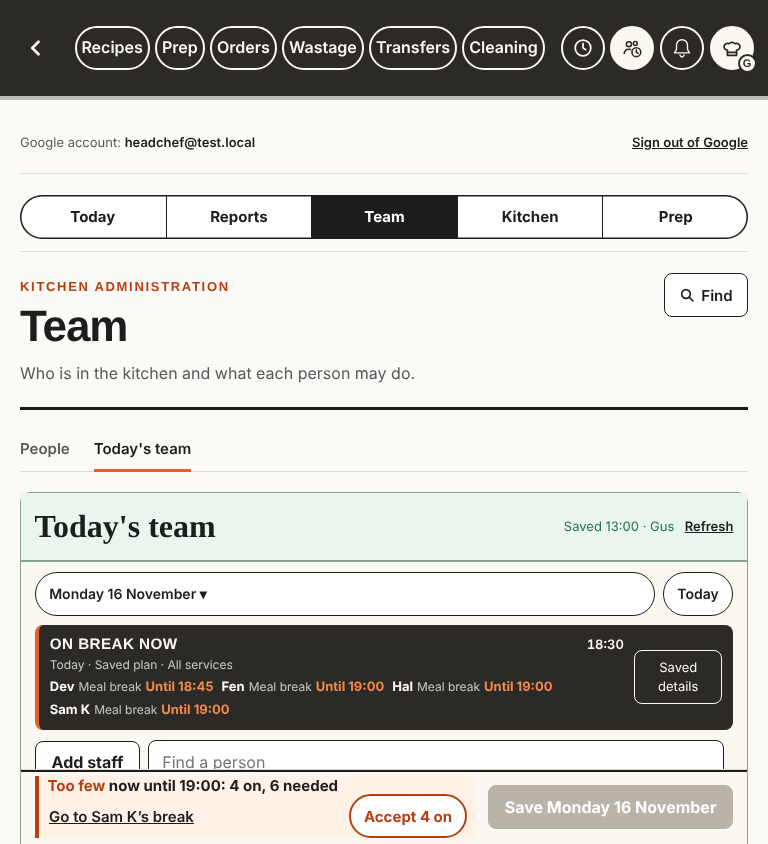 Recipes Prep Orders Wastage Transfers Cleaning
G
Google account: headchef@test.local Sign out of Google
Today Reports Team Kitchen Prep
KITCHEN ADMINISTRATION
Find
Team
Who is in the kitchen and what each person may do.
People Today's team
Today's team
Saved 13:00 · Gus Refresh
Monday 16 November ▾ Today
ON BREAK NOW 18:30
Today · Saved plan · All services
Saved details
Dev Meal break Until 18:45 Fen Meal break Until 19:00 Hal Meal break Until 19:00
Sam K Meal break Until 19:00
Add staff Find a person
Too few now until 19:00: 4 on, 6 needed
Go to Sam K’s break Accept 4 on Save Monday 16 November